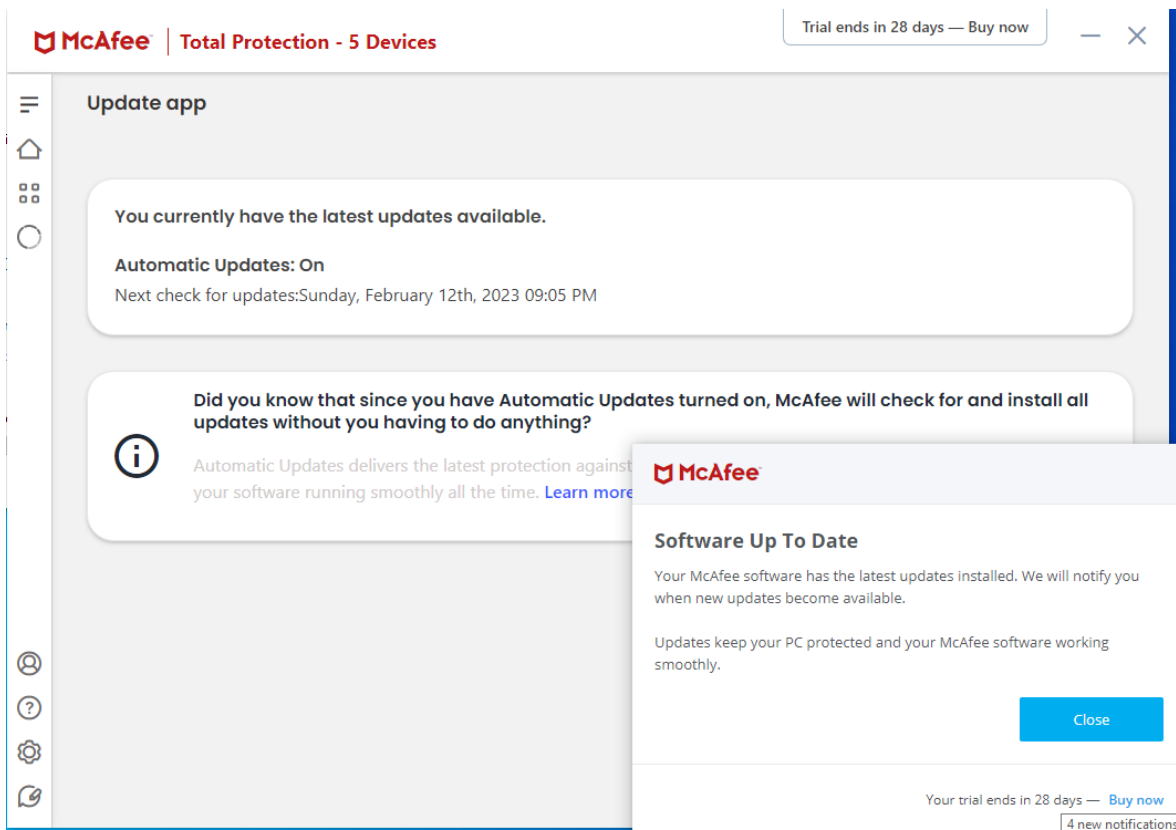 McAfee
Total Protection - 5 Devices
Trial ends in 28 days — Buy now
Update app
You currently have the latest updates available.
Automatic Updates: On
Next check for updates:Sunday, February 12th, 2023 09:05 PM
Did you know that since you have Automatic Updates turned on, McAfee will check for and install all
updates without you having to do anything?
Automatic Updates delivers the latest protection against
your software running smoothly all the time. Learn more
McAfee
Software Up To Date
Your McAfee software has the latest updates installed. We will notify you
when new updates become available.
Updates keep your PC protected and your McAfee software working
smoothly.
Close
Your trial ends in 28 days — Buy now
4 new notifications